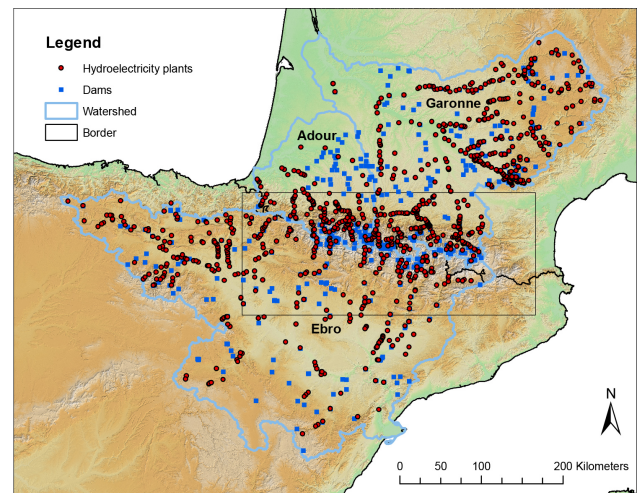 Legend
Hydroelectricity plants
Dams
Watershed
Border
Garonne
Adour
Ebro
N
0 50 100 200 Kilometers